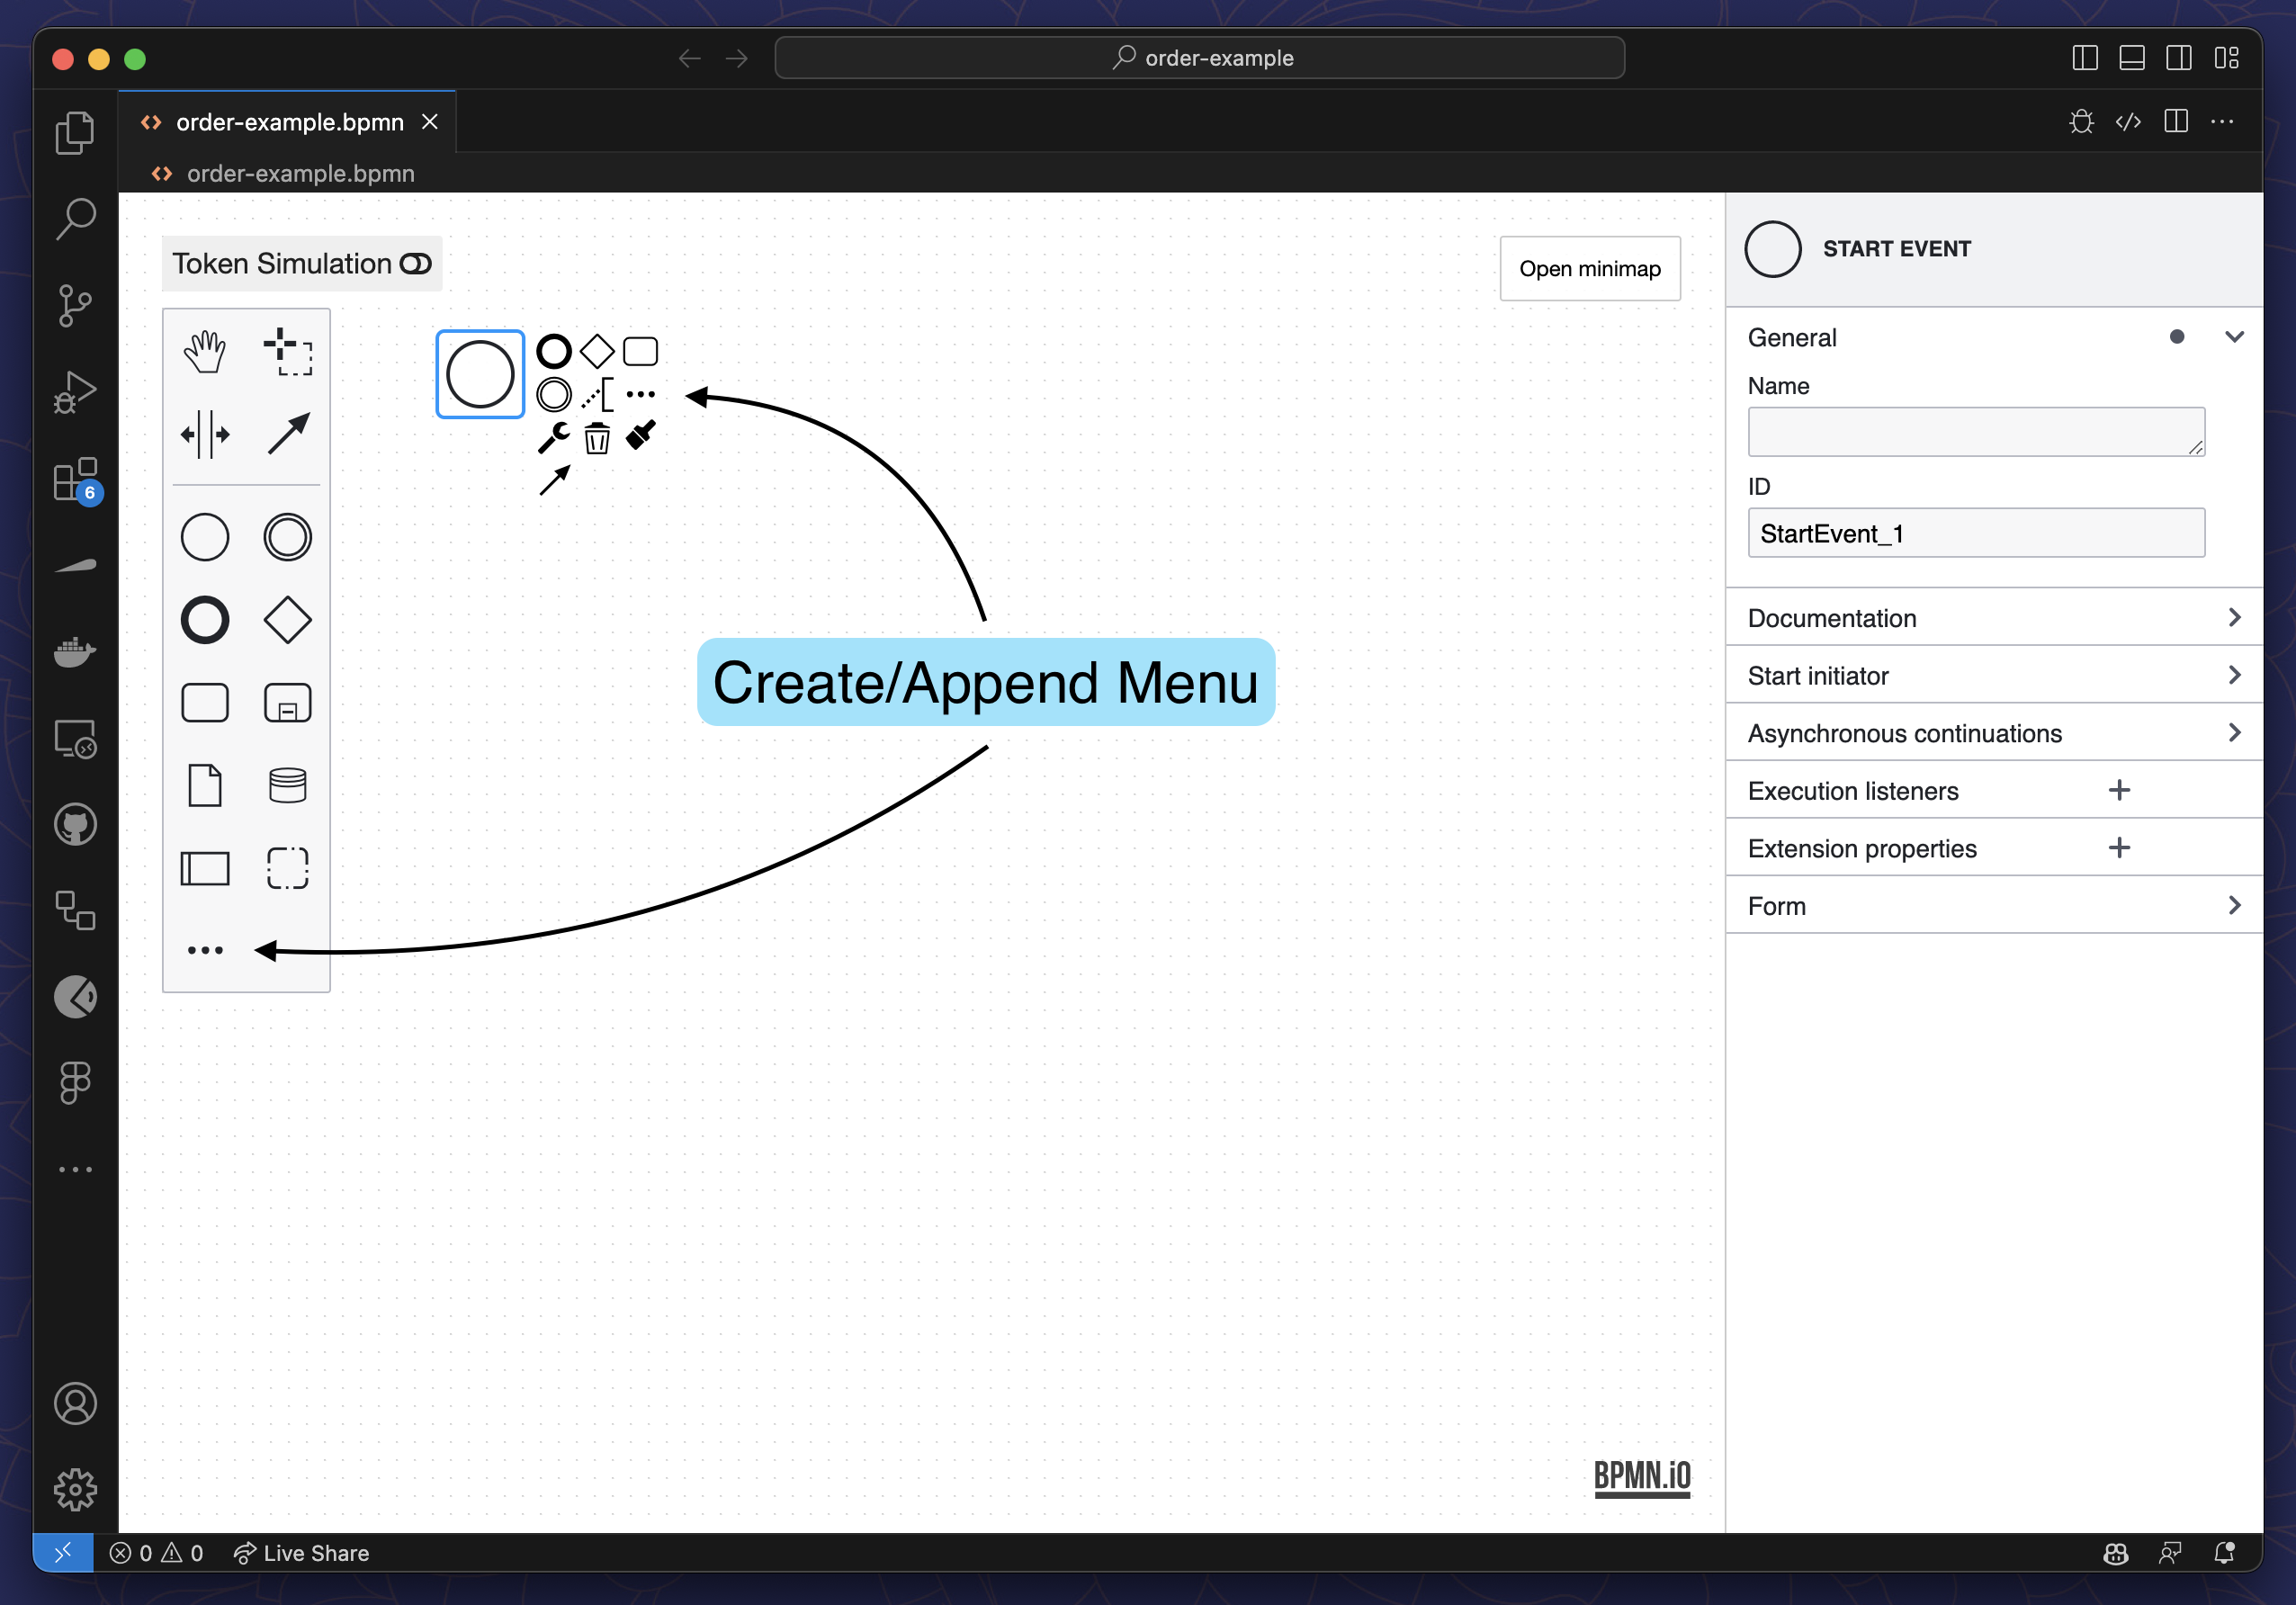 order-example
order-example.bpmn
order-example.bpmn
Token Simulation
Open minimap
START EVENT
General
Name
ID
StartEvent_1
Documentation
Start initiator
Asynchronous continuations
Execution listeners
Extension properties
Form
Create/Append Menu
6
BPMN.iO
0 0 Live Share